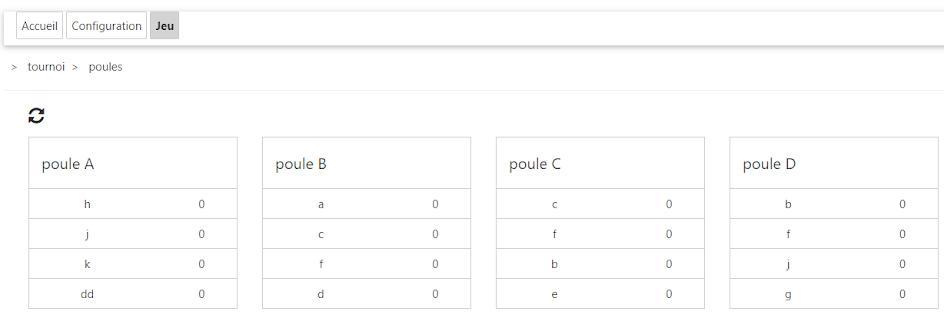 Accueil Configuration Jeu
> tournoi > poules
poule A poule B poule C poule D
h 0 a 0 c 0 b 0
j 0 c 0 f 0 f 0
k 0 f 0 b 0 j 0
dd 0 d 0 e 0 g 0